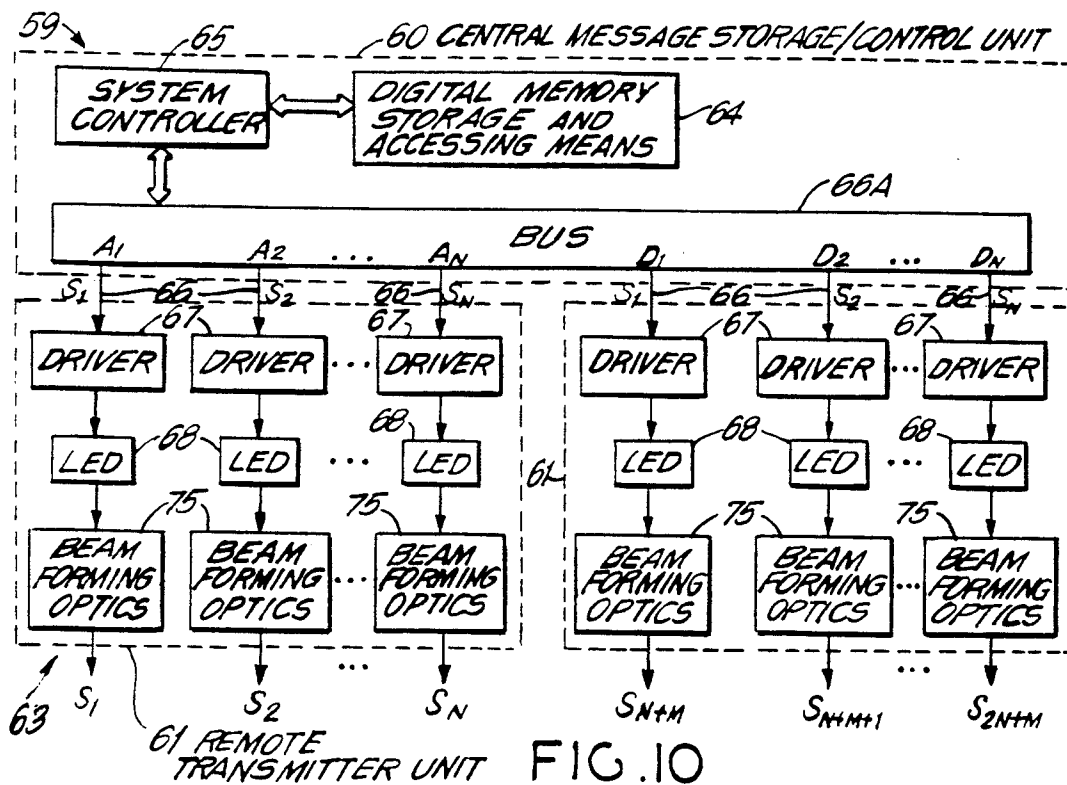 59
65
60 CENTRAL MESSAGE STORAGE/CONTROL UNIT
SYSTEM
CONTROLLER
DIGITAL MEMORY
STORAGE AND
ACCESSING MEANS
64
66A
BUS
A1 A2 ... AN D1 D2 ... DN
S1 66 S2 66 SN S1 66 S2 66 SN
67 67 67 67
DRIVER DRIVER ... DRIVER DRIVER DRIVER ... DRIVER
68 68 68 68
LED LED ... LED LED LED ... LED
61
75 75 75 75
BEAM FORMING OPTICS
BEAM FORMING OPTICS
...
BEAM FORMING OPTICS
BEAM FORMING OPTICS
BEAM FORMING OPTICS
...
BEAM FORMING OPTICS
63
S1 S2 ... SN SN+M SN+M+1 ... S2N+M
61 REMOTE
TRANSMITTER UNIT
FIG.10